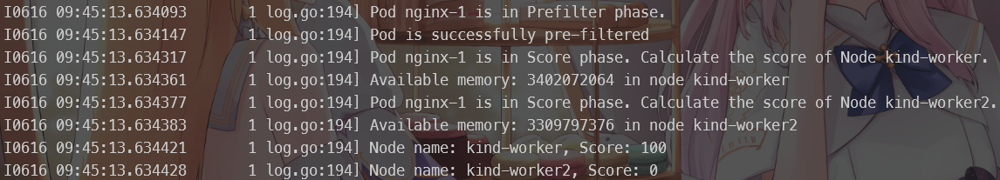 I0616 09:45:13.634093 1 log.go:194] Pod nginx-1 is in Prefilter phase.
I0616 09:45:13.634147 1 log.go:194] Pod is successfully pre-filtered
I0616 09:45:13.634317 1 log.go:194] Pod nginx-1 is in Score phase. Calculate the score of Node kind-worker.
I0616 09:45:13.634361 1 log.go:194] Available memory: 3402072064 in node kind-worker
I0616 09:45:13.634377 1 log.go:194] Pod nginx-1 is in Score phase. Calculate the score of Node kind-worker2.
I0616 09:45:13.634383 1 log.go:194] Available memory: 3309797376 in node kind-worker2
I0616 09:45:13.634421 1 log.go:194] Node name: kind-worker, Score: 100
I0616 09:45:13.634428 1 log.go:194] Node name: kind-worker2, Score: 0